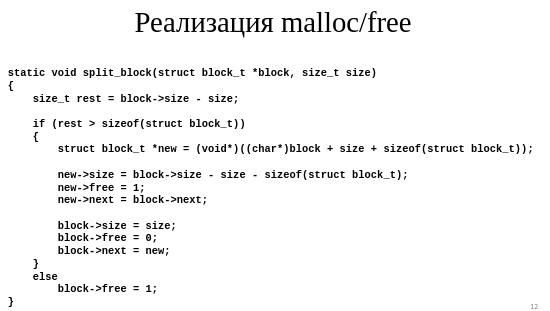 Реализация malloc/free
static void split_block(struct block_t *block, size_t size)
{
    size_t rest = block->size - size;

    if (rest > sizeof(struct block_t))
    {
        struct block_t *new = (void*)((char*)block + size + sizeof(struct block_t));

        new->size = block->size - size - sizeof(struct block_t);
        new->free = 1;
        new->next = block->next;

        block->size = size;
        block->free = 0;
        block->next = new;
    }
    else
        block->free = 1;
}
12